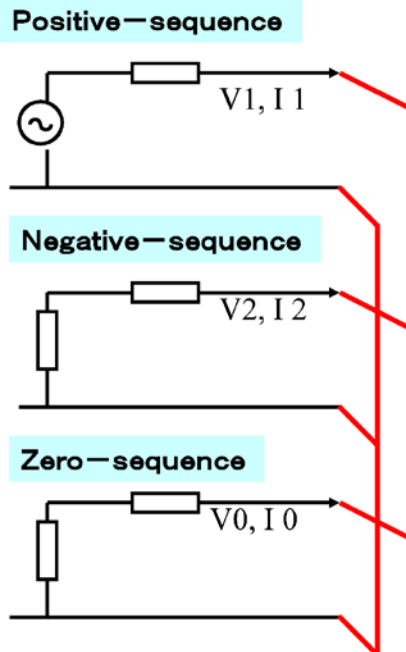 Positive−sequence
V1, I 1
Negative−sequence
V2, I 2
Zero−sequence
V0, I 0